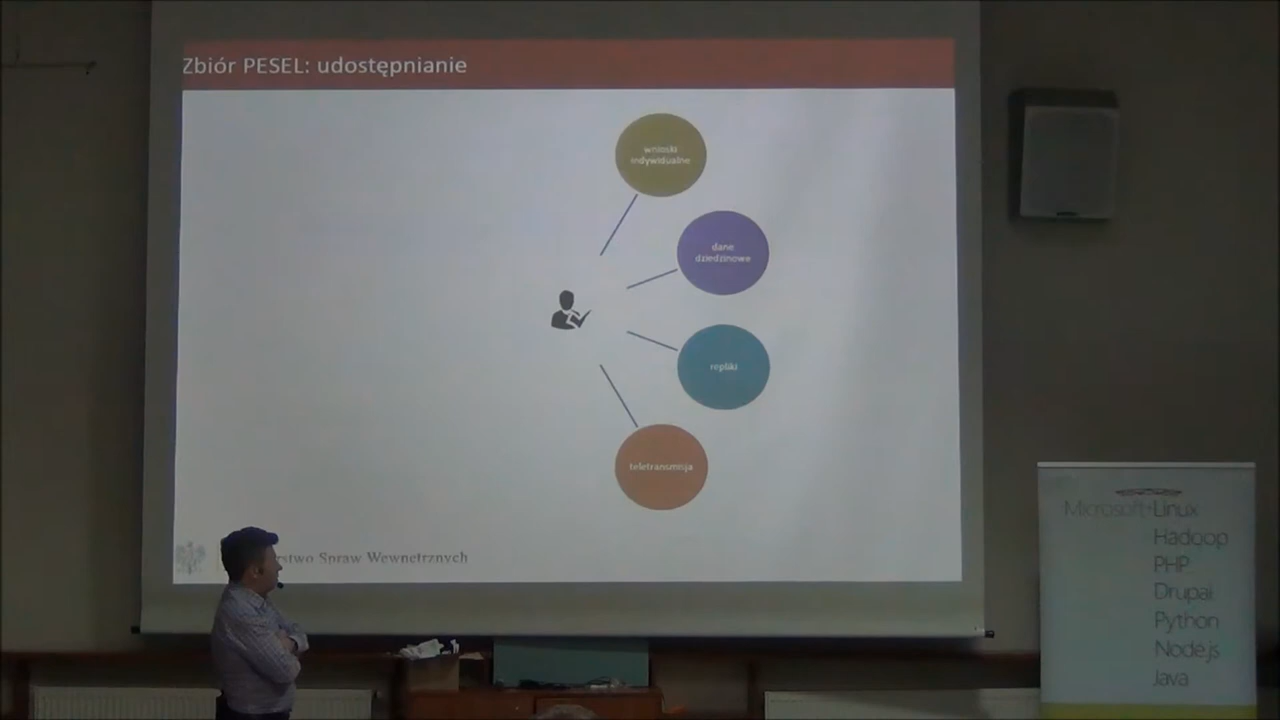 Zbiór PESEL: udostępnianie
wnioski
indywidualne
dane
dziedzinowe
repliki
teletransmisja
rstwo Spraw Wewnętrznych
Microsoft+Linux
Hadoop
PHP
Drupal
Python
Node.js
Java